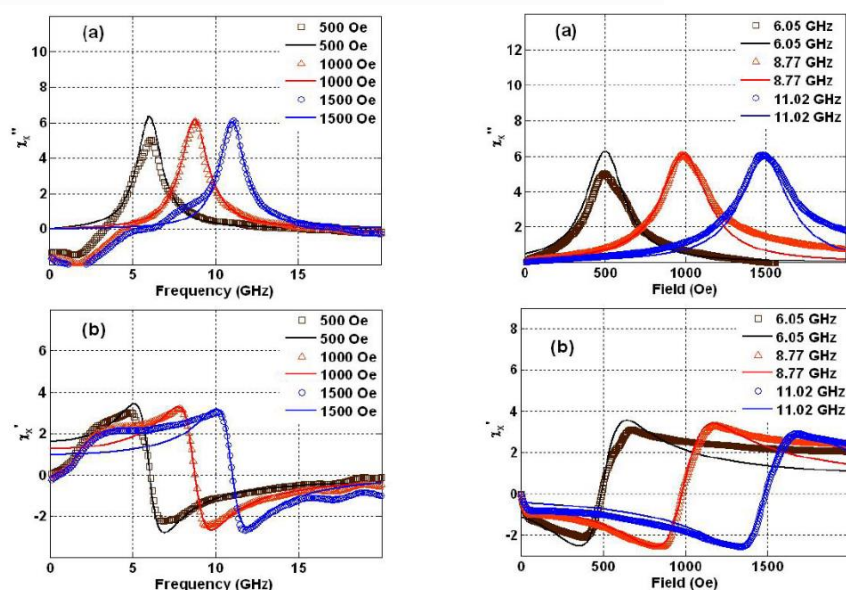 (a)
500 Oe
500 Oe
1000 Oe
1000 Oe
1500 Oe
1500 Oe
10
8
6
4
2
0
χχ''
0
5
10
15
Frequency (GHz)
(b)
500 Oe
500 Oe
1000 Oe
1000 Oe
1500 Oe
1500 Oe
6
4
2
0
-2
χχ'
0
5
10
15
Frequency (GHz)
(a)
6.05 GHz
6.05 GHz
8.77 GHz
8.77 GHz
11.02 GHz
11.02 GHz
12
10
8
6
4
2
χχ''
0
500
1000
1500
Field (Oe)
(b)
6.05 GHz
6.05 GHz
8.77 GHz
8.77 GHz
11.02 GHz
11.02 GHz
8
6
4
2
0
-2
χχ'
0
500
1000
1500
Field (Oe)